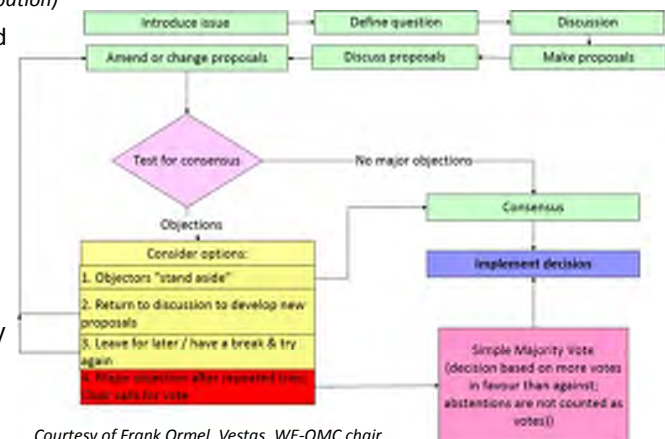 bution)
d
Introduce issue
Define question
Discussion
Amend or change proposals
Discuss proposals
Make proposals
Test for consensus
No major objections
Objections
Consensus
Consider options:
1. Objectors "stand aside"
2. Return to discussion to develop new
proposals
3. Leave for later / have a break & try
again
4. Major objection after repeated tries;
Chair calls for vote
Implement decision
Simple Majority Vote
(decision based on more votes
in favour than against;
abstentions are not counted as
votes))
y
Courtesy of Frank Ormel, Vestas, WE-OMC chair